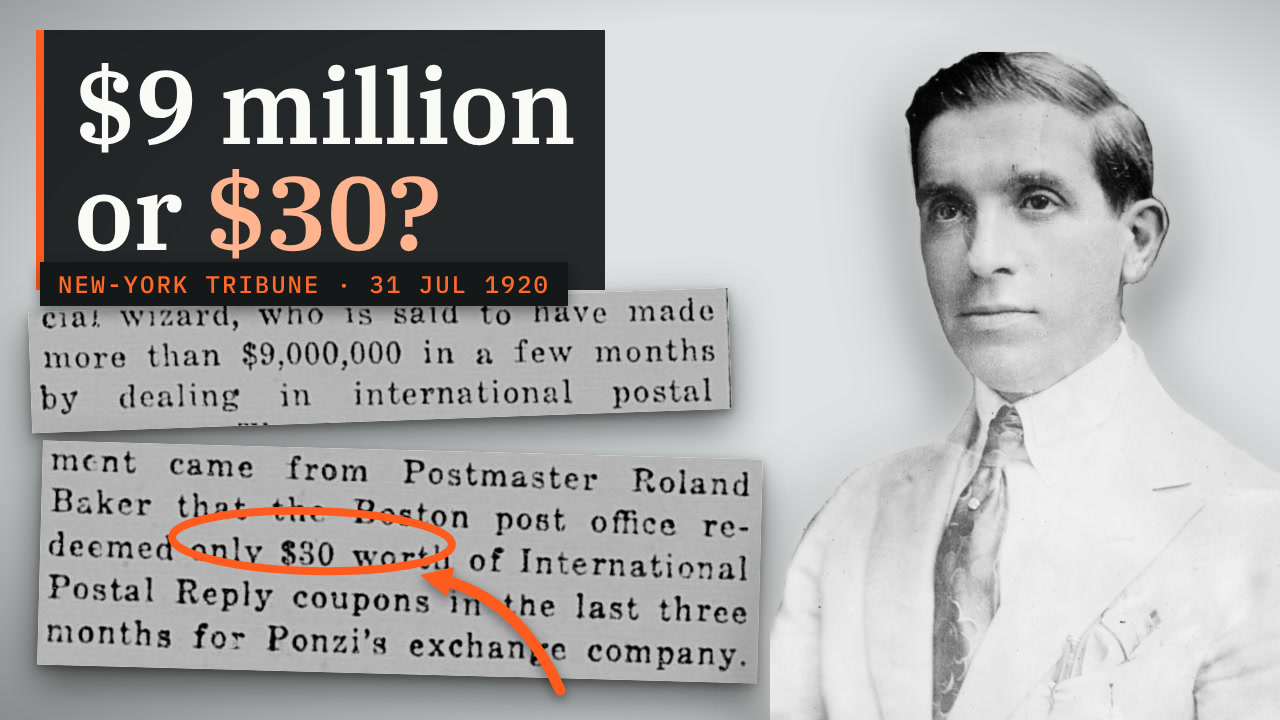 $9 million
or $30?
NEW-YORK TRIBUNE · 31 JUL 1920
cial wizard, who is said to have made
more than $9,000,000 in a few months
by dealing in international postal
ment came from Postmaster Roland
Baker that the Boston post office re-
deemed only $30 worth of International
Postal Reply coupons in the last three
months for Ponzi's exchange company.